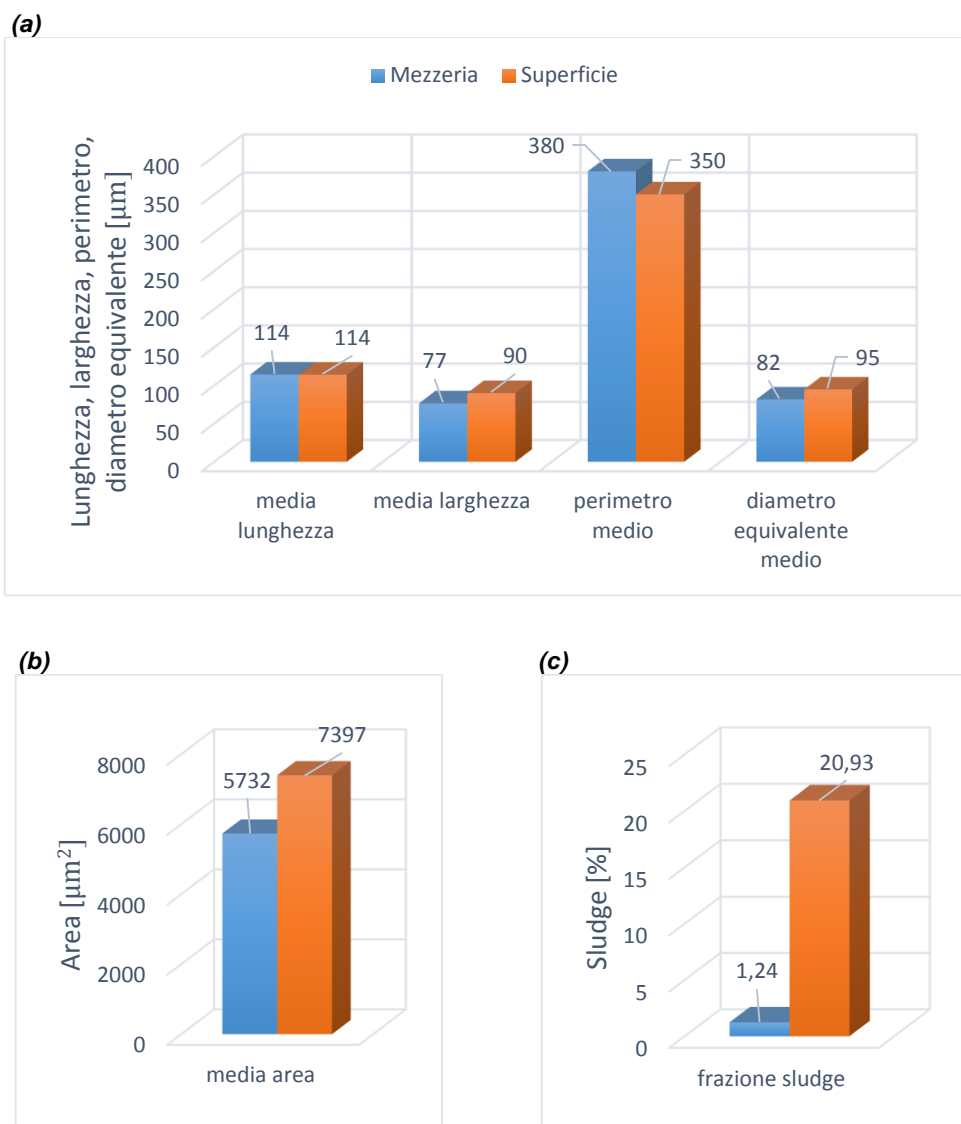 (a)
Mezzeria Superficie
Lunghezza, larghezza, perimetro,
diametro equivalente [μm]
400
350
300
250
200
150
100
50
0
114
114
77
90
380
350
82
95
media
lunghezza
media larghezza
perimetro
medio
diametro
equivalente
medio
(b)
Area [μm²]
8000
6000
4000
2000
0
5732
7397
media area
(c)
Sludge [%]
25
20
15
10
5
0
1,24
20,93
frazione sludge